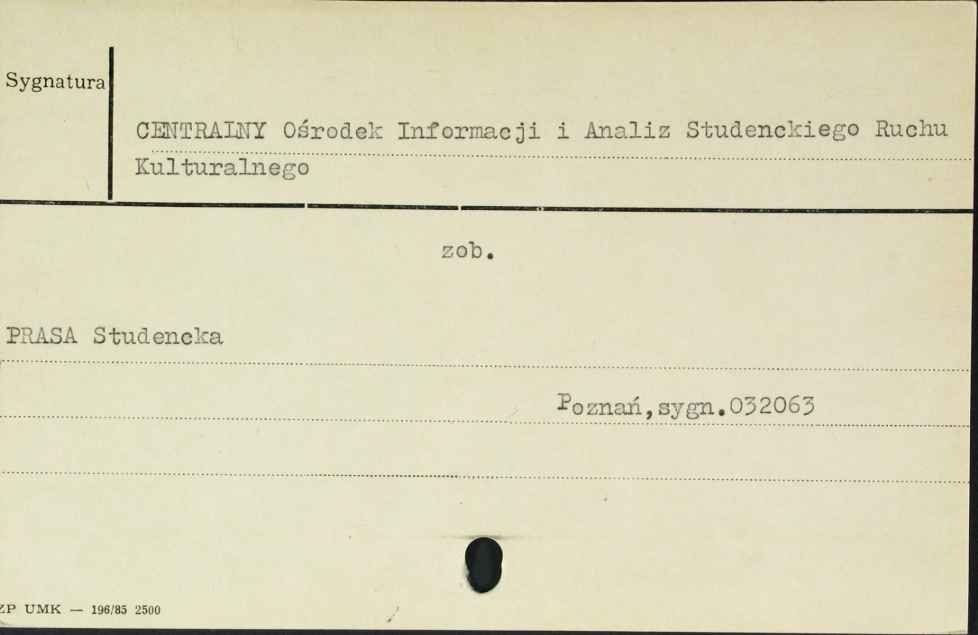 Sygnatura
CENTRALNY Ośrodek Informacji i Analiz Studenckiego Ruchu
Kulturalnego
zob.
PRASA Studencka
Poznań,sygn.032063
ZP UMK — 196/85 2500